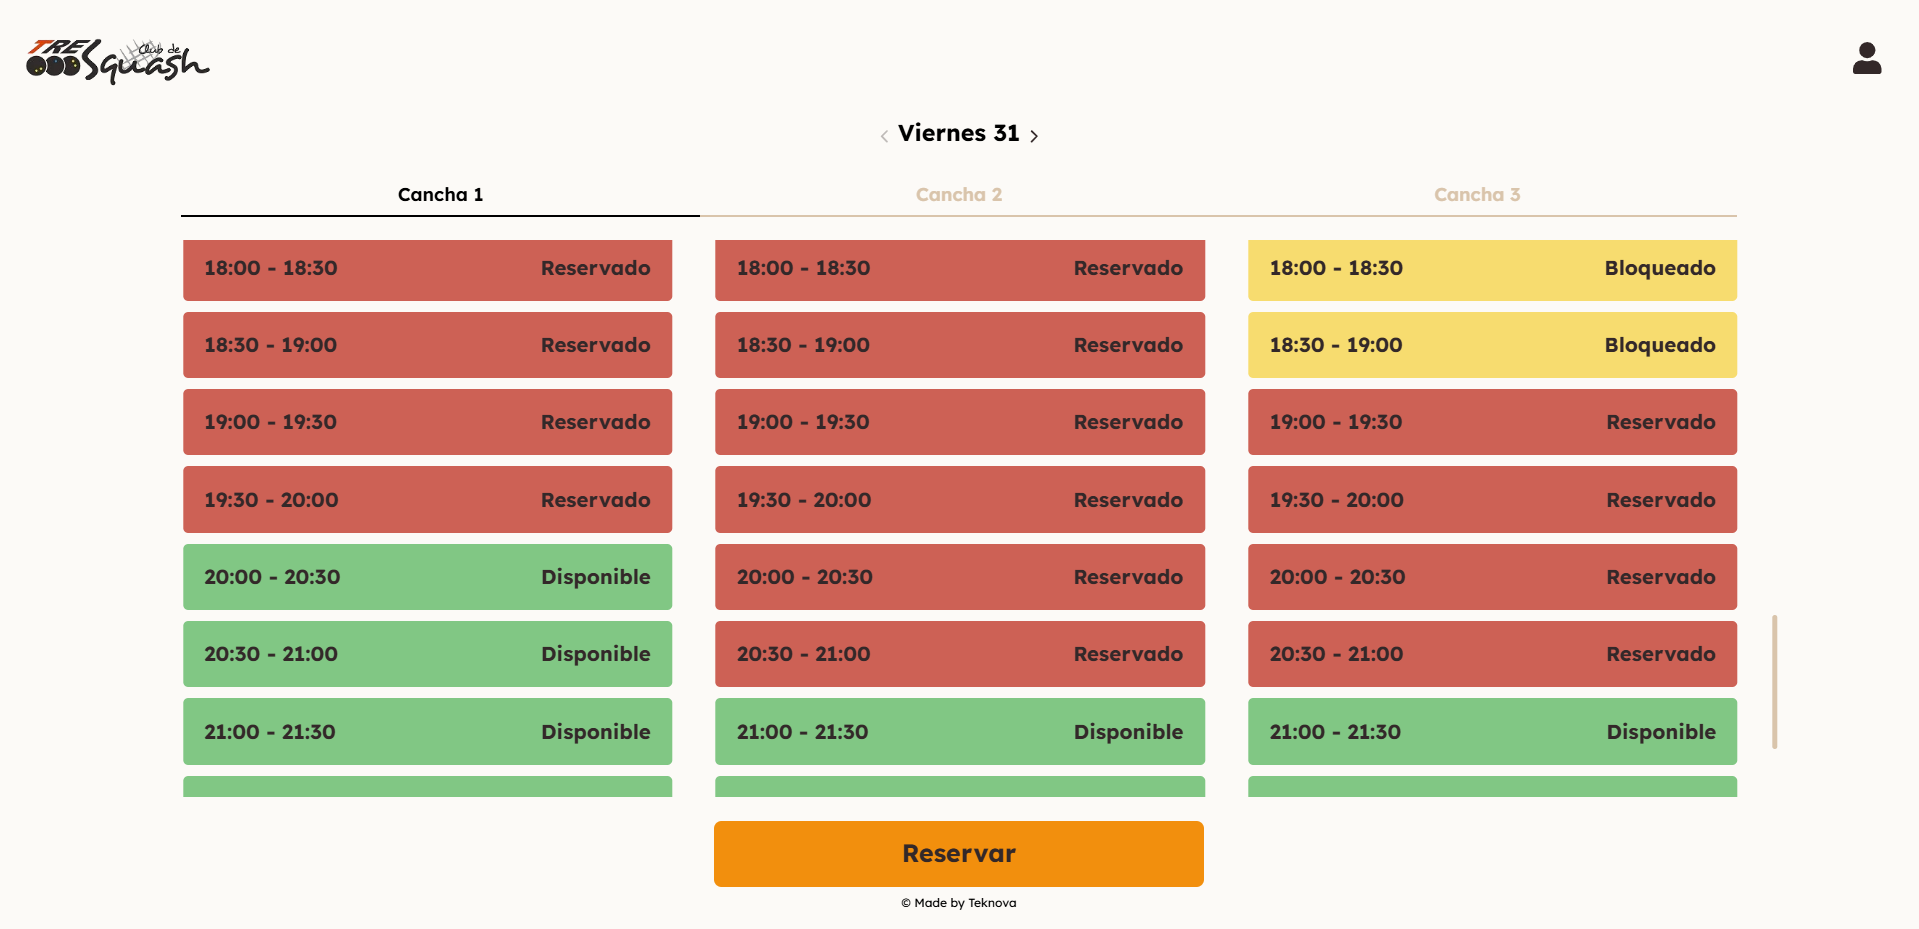 TRE Squash Club de
Viernes 31
Cancha 1 Cancha 2 Cancha 3
18:00 - 18:30 Reservado 18:00 - 18:30 Reservado 18:00 - 18:30 Bloqueado
18:30 - 19:00 Reservado 18:30 - 19:00 Reservado 18:30 - 19:00 Bloqueado
19:00 - 19:30 Reservado 19:00 - 19:30 Reservado 19:00 - 19:30 Reservado
19:30 - 20:00 Reservado 19:30 - 20:00 Reservado 19:30 - 20:00 Reservado
20:00 - 20:30 Disponible 20:00 - 20:30 Reservado 20:00 - 20:30 Reservado
20:30 - 21:00 Disponible 20:30 - 21:00 Reservado 20:30 - 21:00 Reservado
21:00 - 21:30 Disponible 21:00 - 21:30 Disponible 21:00 - 21:30 Disponible
Reservar
© Made by Teknova